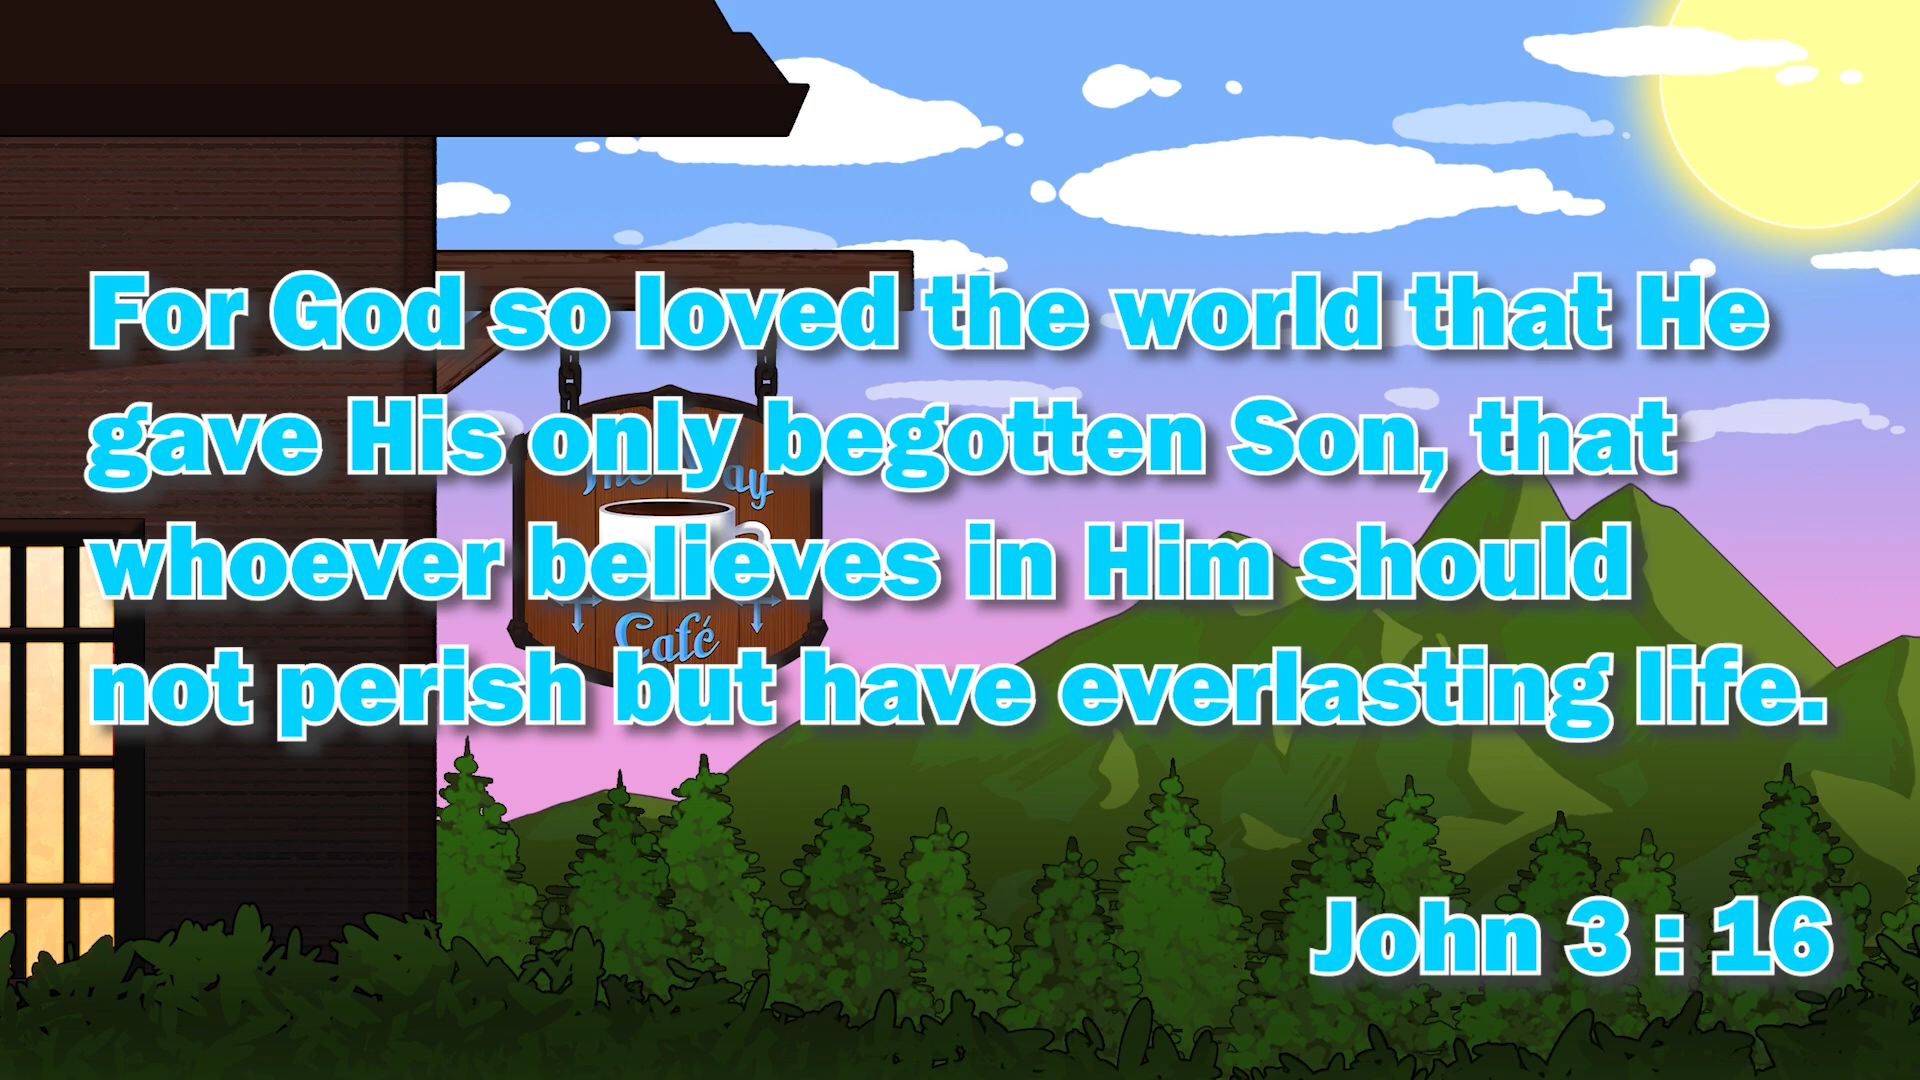 For God so loved the world that He
gave His only begotten Son, that
whoever believes in Him should
not perish but have everlasting life.
John 3 : 16
Café